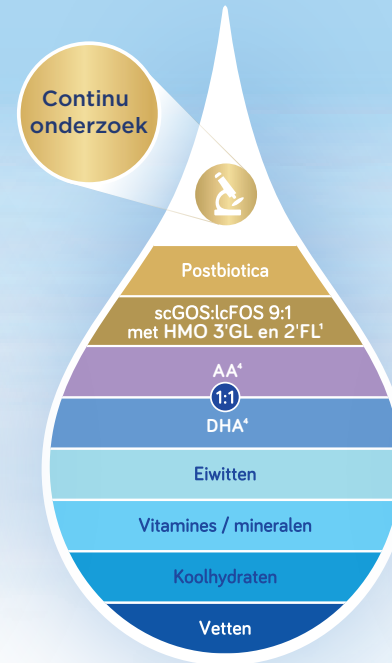 Continu
onderzoek
Postbiotica
scGOS:lcFOS 9:1
met HMO 3'GL en 2'FL¹
AA⁴
1:1
DHA⁴
Eiwitten
Vitamines / mineralen
Koolhydraten
Vetten